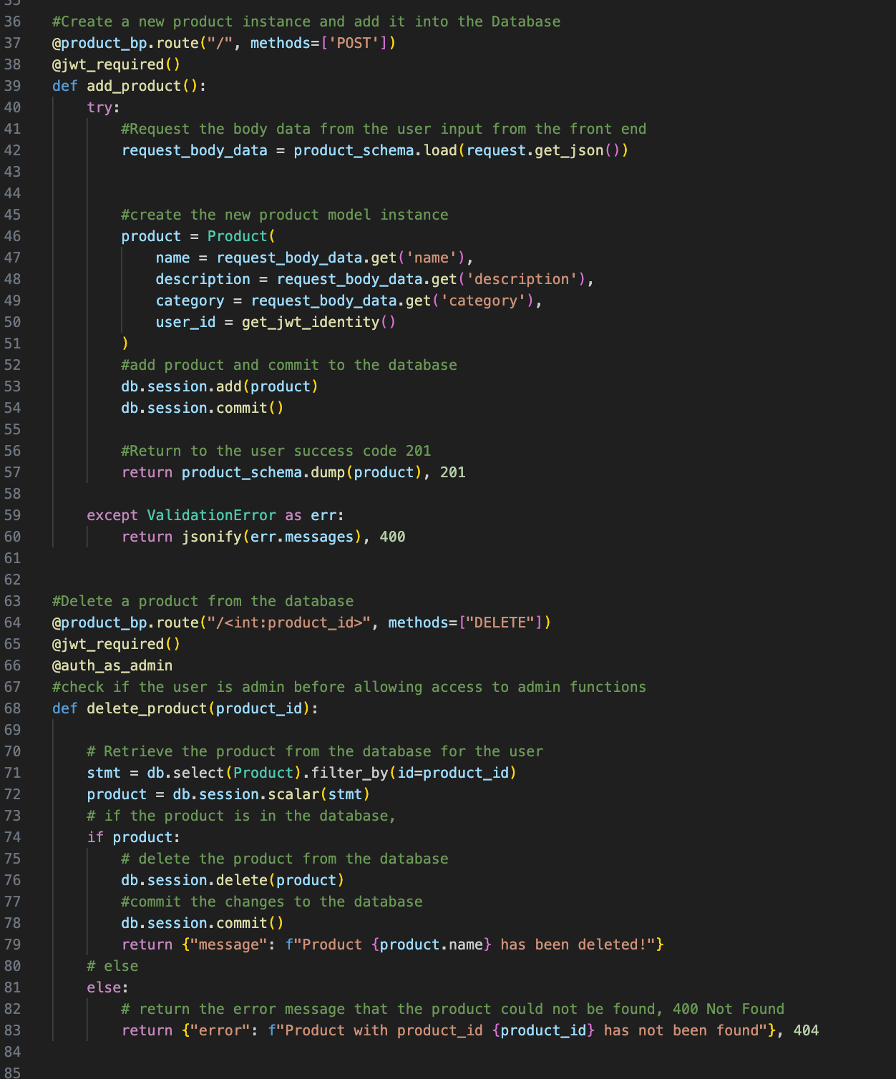 36 #Create a new product instance and add it into the Database
37 @product_bp.route("/", methods=['POST'])
38 @jwt_required()
39 def add_product():
40 try:
41 #Request the body data from the user input from the front end
42 request_body_data = product_schema.load(request.get_json())
43
44
45 #create the new product model instance
46 product = Product(
47 name = request_body_data.get('name'),
48 description = request_body_data.get('description'),
49 category = request_body_data.get('category'),
50 user_id = get_jwt_identity()
51 )
52 #add product and commit to the database
53 db.session.add(product)
54 db.session.commit()
55
56 #Return to the user success code 201
57 return product_schema.dump(product), 201
58
59 except ValidationError as err:
60 return jsonify(err.messages), 400
61
62
63 #Delete a product from the database
64 @product_bp.route("/<int:product_id>", methods=["DELETE"])
65 @jwt_required()
66 @auth_as_admin
67 #check if the user is admin before allowing access to admin functions
68 def delete_product(product_id):
69
70 # Retrieve the product from the database for the user
71 stmt = db.select(Product).filter_by(id=product_id)
72 product = db.session.scalar(stmt)
73 # if the product is in the database,
74 if product:
75 # delete the product from the database
76 db.session.delete(product)
77 #commit the changes to the database
78 db.session.commit()
79 return {"message": f"Product {product.name} has been deleted!"}
80 # else
81 else:
82 # return the error message that the product could not be found, 400 Not Found
83 return {"error": f"Product with product_id {product_id} has not been found"}, 404
84
85